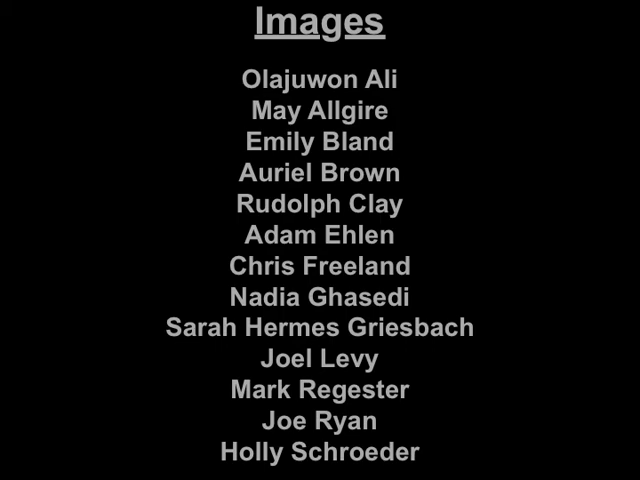 Images
Olajuwon Ali
May Allgire
Emily Bland
Auriel Brown
Rudolph Clay
Adam Ehlen
Chris Freeland
Nadia Ghasedi
Sarah Hermes Griesbach
Joel Levy
Mark Regester
Joe Ryan
Holly Schroeder